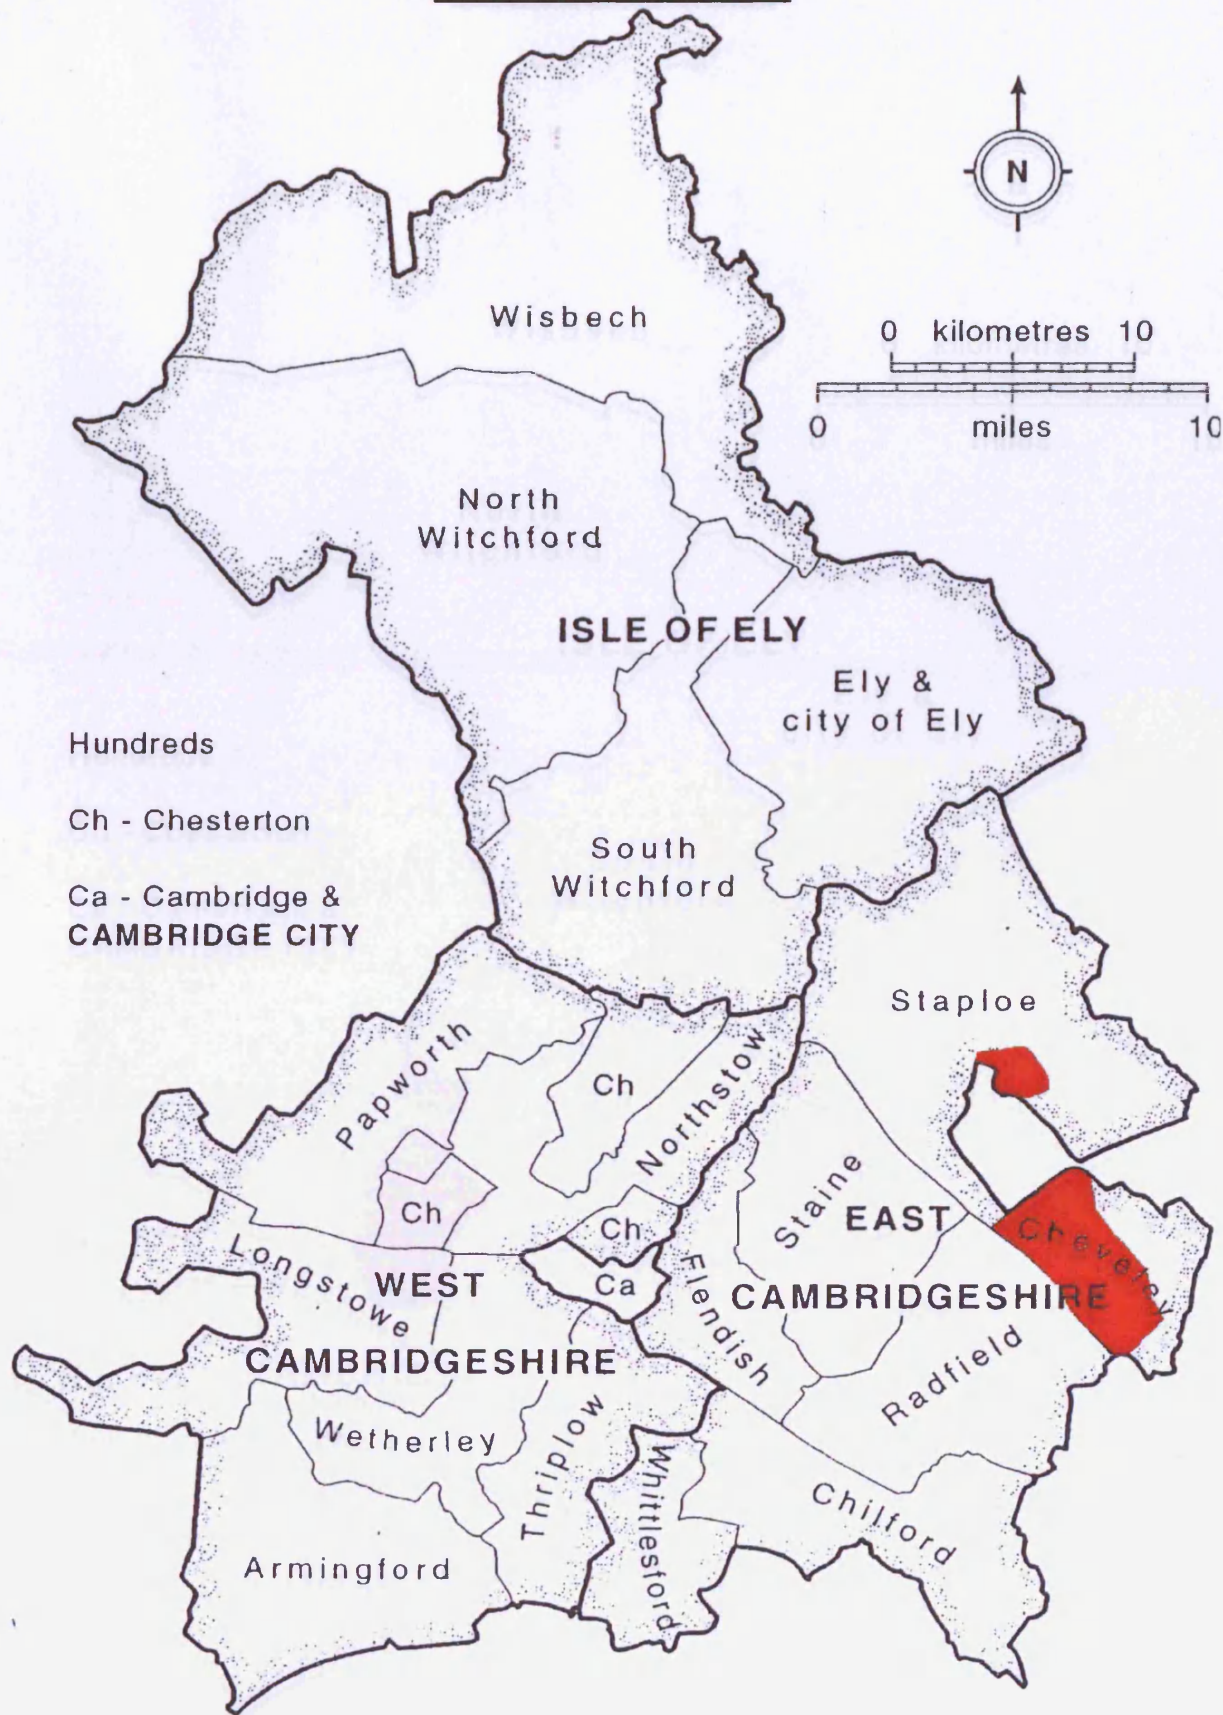 N
Wisbech
0 kilometres 10
0 miles 10
North
Witchford
ISLE OF ELY
Ely &
city of Ely
Hundreds
Ch - Chesterton
Ca - Cambridge &
CAMBRIDGE CITY
South
Witchford
Staploe
Papworth
Ch
Northstow
Staine
Ch
Ch
EAST
Cheveley
Longstowe
WEST
Ca
Flendish
CAMBRIDGESHIRE
CAMBRIDGESHIRE
Radfield
Wetherley
Thriplow
Whittlesford
Chilford
Armingford